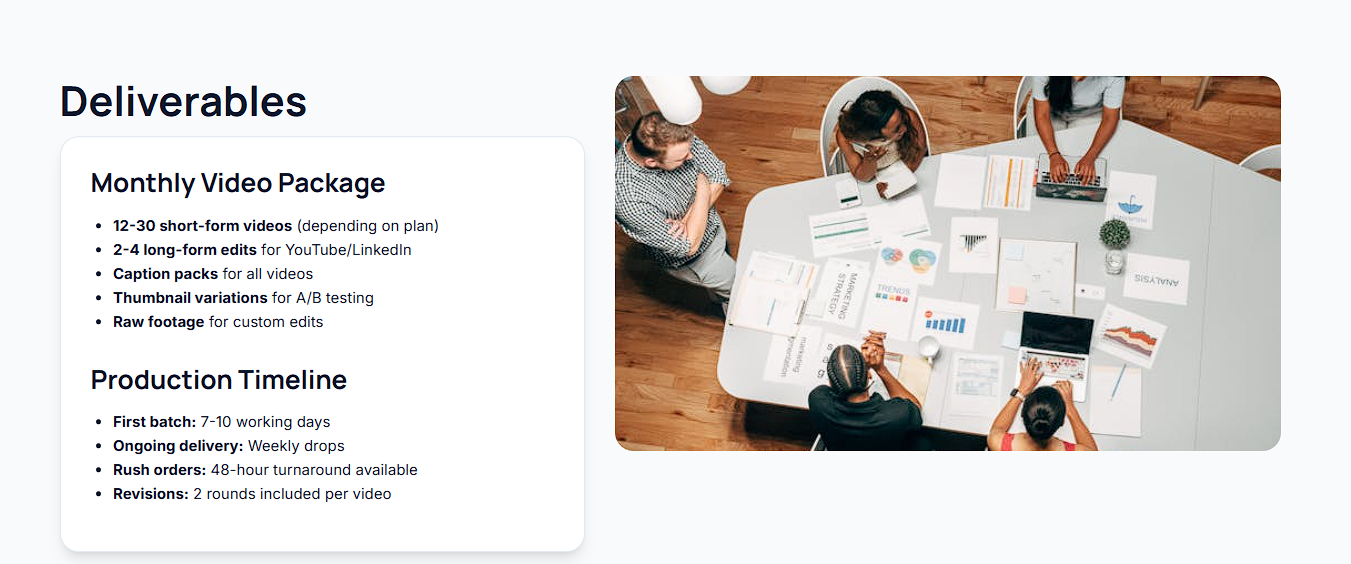 Deliverables
Monthly Video Package
12-30 short-form videos (depending on plan)
2-4 long-form edits for YouTube/LinkedIn
Caption packs for all videos
Thumbnail variations for A/B testing
Raw footage for custom edits
Production Timeline
First batch: 7-10 working days
Ongoing delivery: Weekly drops
Rush orders: 48-hour turnaround available
Revisions: 2 rounds included per video
MARKETING
STRATEGY
TRENDS
ANALYSIS
marketing